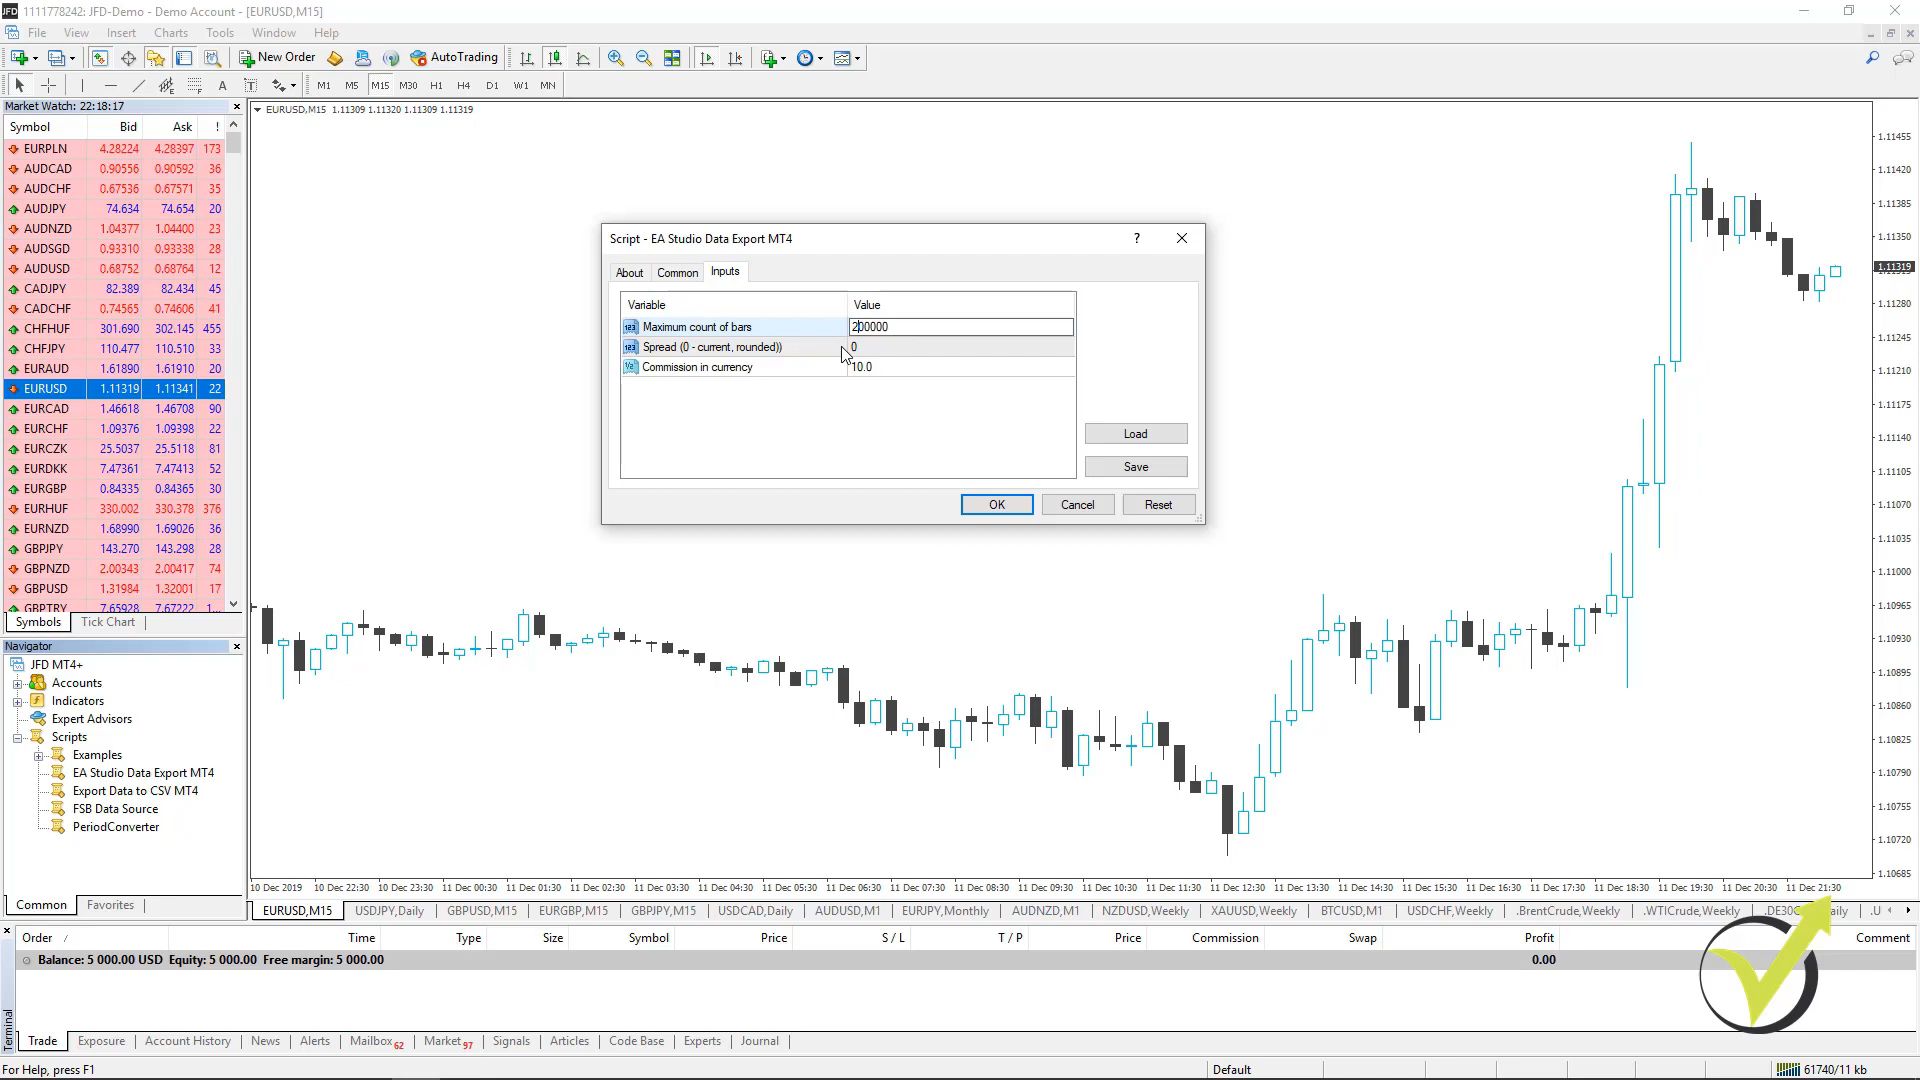 JFD 1111778242: JFD-Demo - Demo Account - [EURUSD,M15]
File View Insert Charts Tools Window Help
New Order AutoTrading
A T M1 M5 M15 M30 H1 H4 D1 W1 MN
Market Watch: 22:18:17
Symbol Bid Ask !
EURPLN 4.28224 4.28397 173
AUDCAD 0.90556 0.90592 36
AUDCHF 0.67536 0.67571 35
AUDJPY 74.634 74.654 20
AUDNZD 1.04377 1.04400 23
AUDSGD 0.93310 0.93338 28
AUDUSD 0.68752 0.68764 12
CADJPY 82.389 82.434 45
CADCHF 0.74565 0.74606 41
CHFHUF 301.690 302.145 455
CHFJPY 110.477 110.510 33
EURAUD 1.61890 1.61910 20
EURUSD 1.11319 1.11341 22
EURCAD 1.46618 1.46708 90
EURCHF 1.09376 1.09398 22
EURCZK 25.5037 25.5118 81
EURDKK 7.47361 7.47413 52
EURGBP 0.84335 0.84365 30
EURHUF 330.002 330.378 376
EURNZD 1.68990 1.69026 36
GBPJPY 143.270 143.298 28
GBPNZD 2.00343 2.00417 74
GBPUSD 1.31984 1.32001 17
GBPTRY 7.65928 7.67222 1...
Symbols Tick Chart
Navigator
JFD MT4+
Accounts
Indicators
Expert Advisors
Scripts
Examples
EA Studio Data Export MT4
Export Data to CSV MT4
FSB Data Source
PeriodConverter
Common Favorites
EURUSD,M15 1.11309 1.11320 1.11309 1.11319
Script - EA Studio Data Export MT4 ?
About Common Inputs
Variable Value
123 Maximum count of bars 200000
123 Spread (0 - current, rounded)) 0
Commission in currency 10.0
Load
Save
OK Cancel Reset
1.11455
1.11420
1.11385
1.11350
1.11319
1.11280
1.11245
1.11210
1.11175
1.11140
1.11105
1.11070
1.11035
1.11000
1.10965
1.10930
1.10895
1.10860
1.10825
1.10790
1.10755
1.10720
1.10685
10 Dec 2019 10 Dec 22:30 10 Dec 23:30 11 Dec 00:30 11 Dec 01:30 11 Dec 02:30 11 Dec 03:30 11 Dec 04:30 11 Dec 05:30 11 Dec 06:30 11 Dec 07:30 11 Dec 08:30 11 Dec 09:30 11 Dec 10:30 11 Dec 11:30 11 Dec 12:30 11 Dec 13:30 11 Dec 14:30 11 Dec 15:30 11 Dec 16:30 11 Dec 17:30 11 Dec 18:30 11 Dec 19:30 11 Dec 20:30 11 Dec 21:30
EURUSD,M15 USDJPY,Daily GBPUSD,M15 EURGBP,M15 GBPJPY,M15 USDCAD,Daily AUDUSD,M1 EURJPY,Monthly AUDNZD,M1 NZDUSD,Weekly XAUUSD,Weekly BTCUSD,M1 USDCHF,Weekly .BrentCrude,Weekly .WTICrude,Weekly .U
Order / Time Type Size Symbol Price S / L T / P Price Commission Swap Profit Comment
Balance: 5 000.00 USD Equity: 5 000.00 Free margin: 5 000.00 0.00
Terminal
Trade Exposure Account History News Alerts Mailbox 62 Market 97 Signals Articles Code Base Experts Journal
For Help, press F1 Default 61740/11 kb